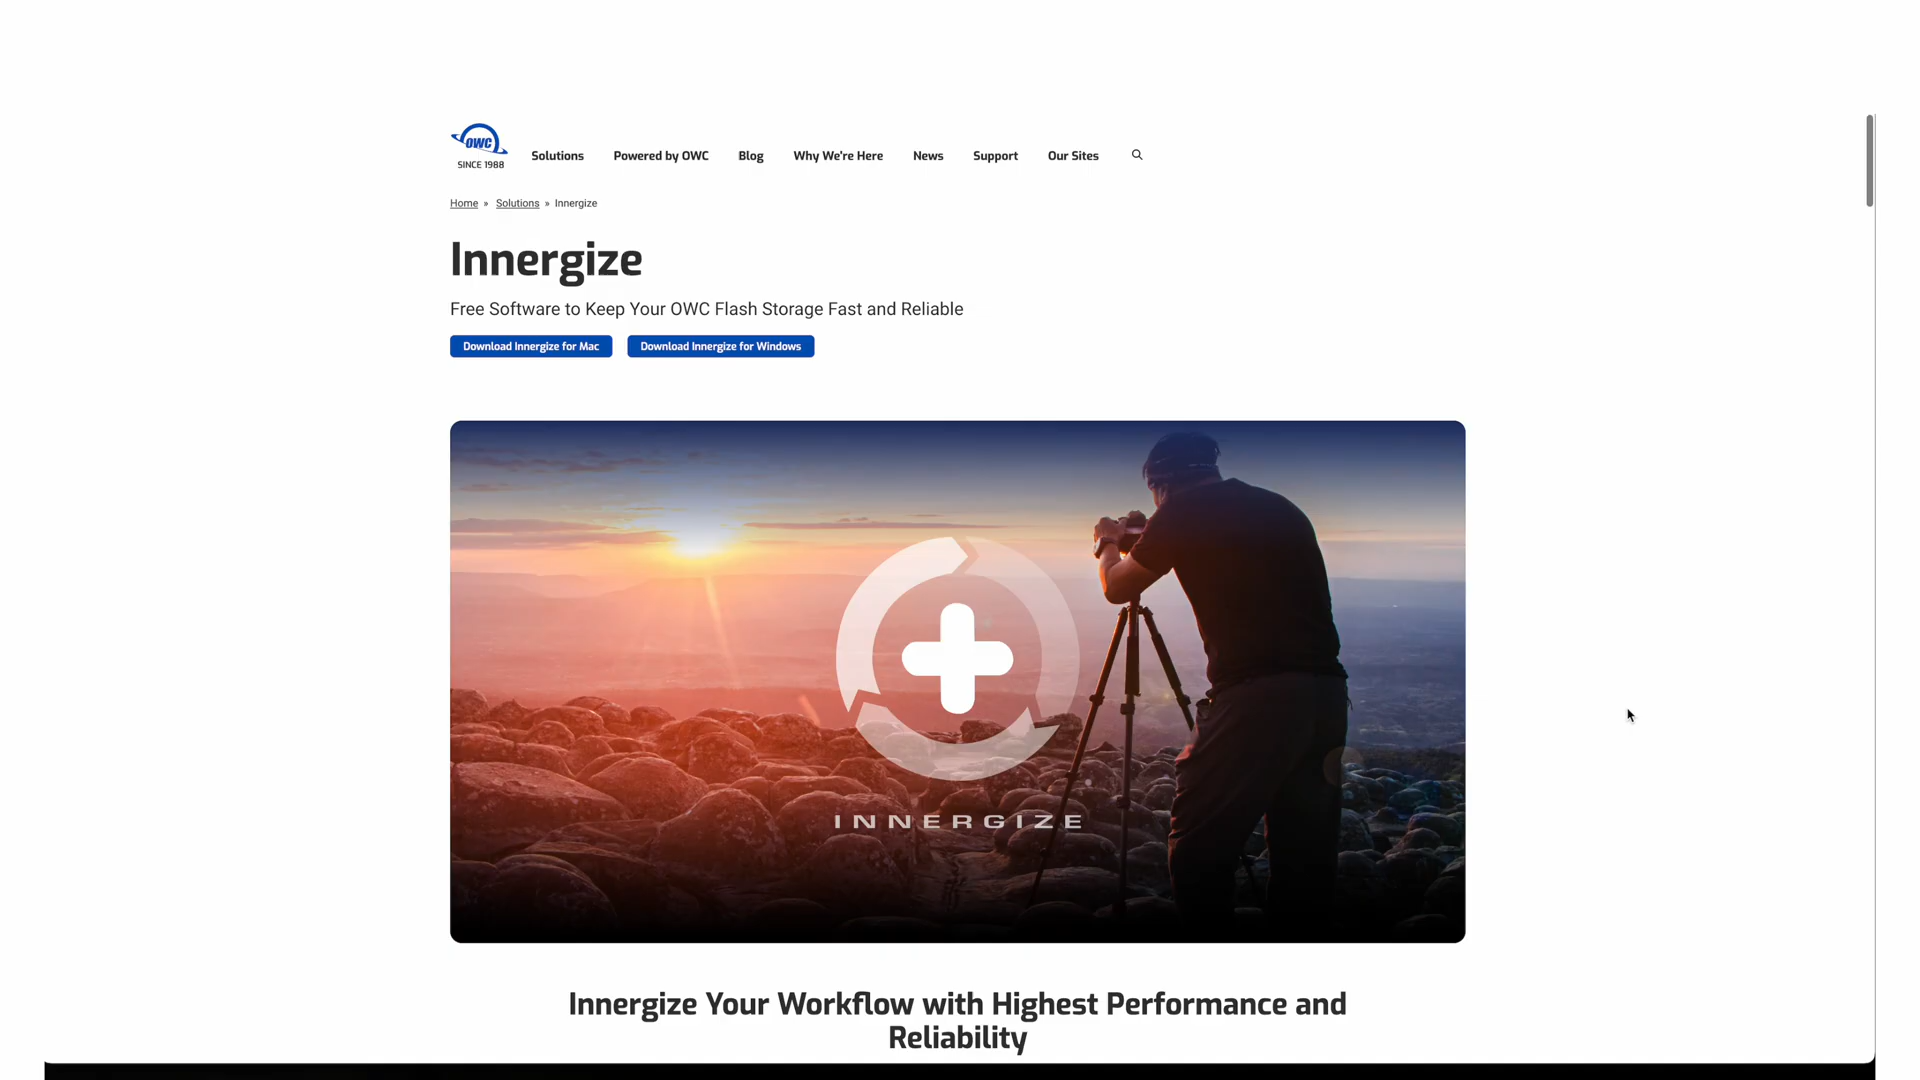 OWC
SINCE 1988
Solutions
Powered by OWC
Blog
Why We're Here
News
Support
Our Sites
Home » Solutions » Innergize
Innergize
Free Software to Keep Your OWC Flash Storage Fast and Reliable
Download Innergize for Mac
Download Innergize for Windows
INNERGIZE
Innergize Your Workflow with Highest Performance and
Reliability